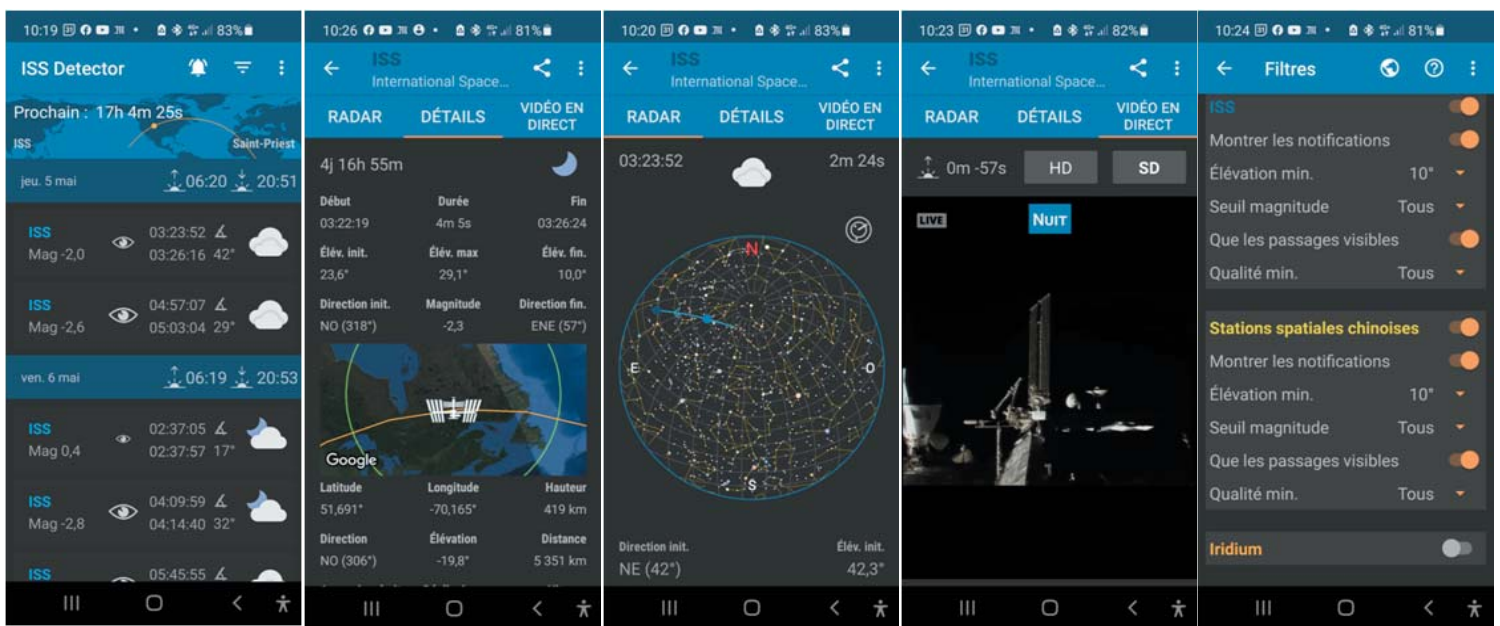 10:19 31 83%
ISS Detector
Prochain : 17h 4m 25s
ISS Saint-Priest
jeu. 5 mai 06:20 20:51
ISS 03:23:52
Mag -2,0 03:26:16 42°
ISS 04:57:07
Mag -2,6 05:03:04 29°
ven. 6 mai 06:19 20:53
ISS 02:37:05
Mag 0,4 02:37:57 17°
ISS 04:09:59
Mag -2,8 04:14:40 32°
ISS 05:45:55
10:26 81%
ISS
International Space...
RADAR DÉTAILS VIDÉO EN
DIRECT
4j 16h 55m
Début Durée Fin
03:22:19 4m 5s 03:26:24
Élév. init. Élév. max Élév. fin.
23,6° 29,1° 10,0°
Direction init. Magnitude Direction fin.
NO (318°) -2,3 ENE (57°)
Google
Latitude Longitude Hauteur
51,691° -70,165° 419 km
Direction Élévation Distance
NO (306°) -19,8° 5 351 km
10:20 31 83%
ISS
International Space...
RADAR DÉTAILS VIDÉO EN
DIRECT
03:23:52 2m 24s
N
E O
S
Direction init. Élév. init.
NE (42°) 42,3°
10:23 31 82%
ISS
International Space...
RADAR DÉTAILS VIDÉO EN
DIRECT
0m -57s HD SD
LIVE NUIT
10:24 31 81%
Filtres
ISS
Montrer les notifications
Élévation min. 10°
Seuil magnitude Tous
Que les passages visibles
Qualité min. Tous
Stations spatiales chinoises
Montrer les notifications
Élévation min. 10°
Seuil magnitude Tous
Que les passages visibles
Qualité min. Tous
Iridium